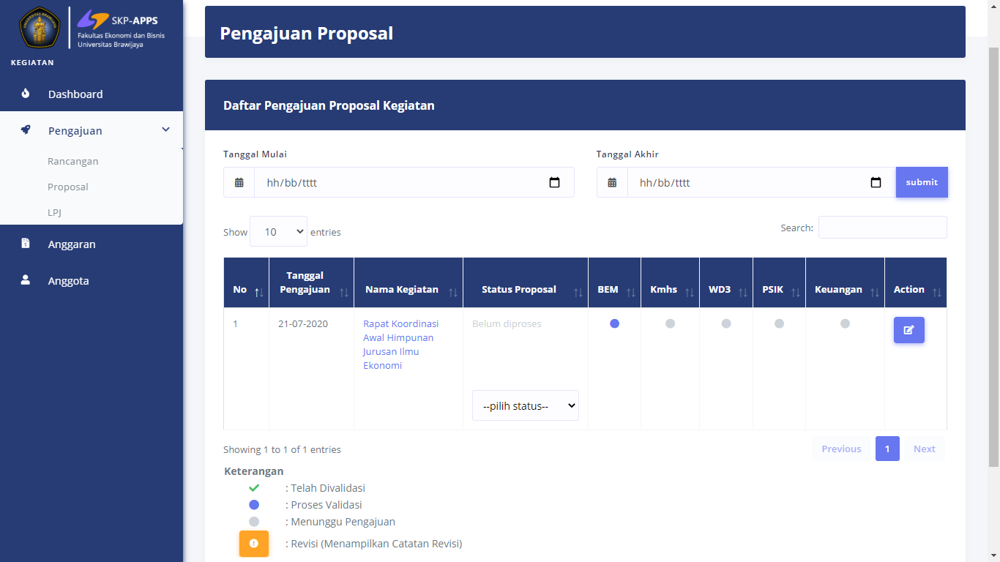 UNIVERSITAS BRAWIJAYA
SKP-APPS
Fakultas Ekonomi dan Bisnis
Universitas Brawijaya
KEGIATAN
Dashboard
Pengajuan
Rancangan
Proposal
LPJ
Anggaran
Anggota
Pengajuan Proposal
Daftar Pengajuan Proposal Kegiatan
Tanggal Mulai
Tanggal Akhir
hh/bb/tttt
hh/bb/tttt
submit
Show 10 entries
Search:
No
Tanggal
Pengajuan
Nama Kegiatan
Status Proposal
BEM
Kmhs
WD3
PSIK
Keuangan
Action
1
21-07-2020
Rapat Koordinasi
Awal Himpunan
Jurusan Ilmu
Ekonomi
Belum diproses
--pilih status--
Showing 1 to 1 of 1 entries
Previous
1
Next
Keterangan
: Telah Divalidasi
: Proses Validasi
: Menunggu Pengajuan
: Revisi (Menampilkan Catatan Revisi)